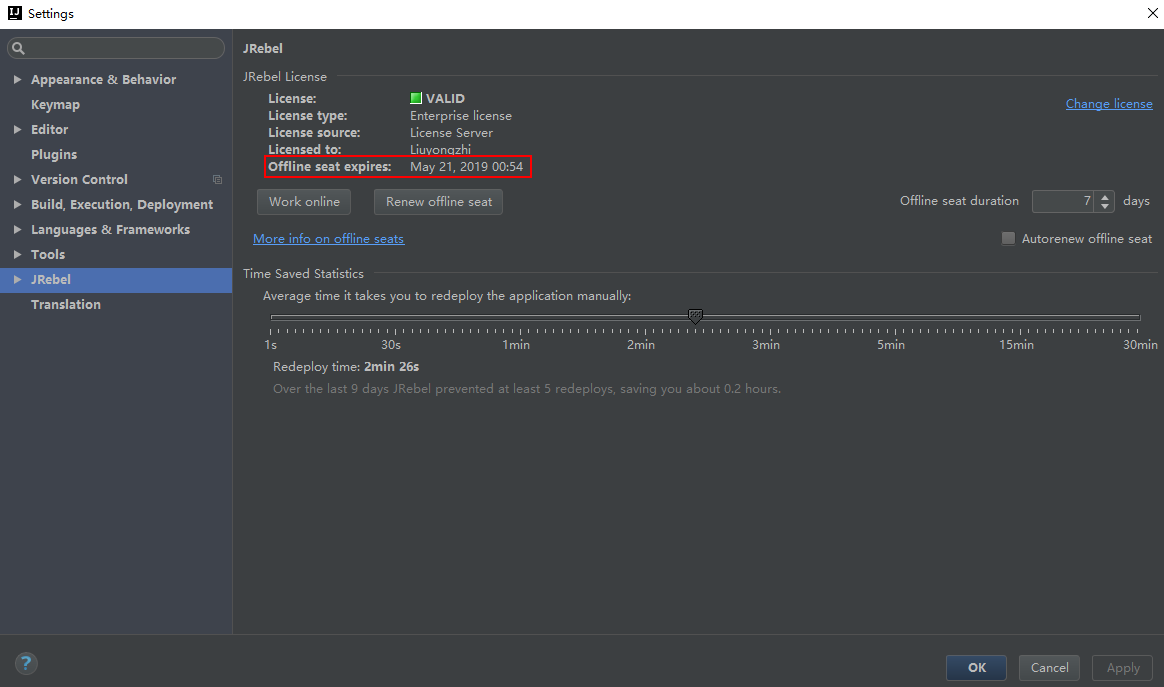 Settings
JRebel
Appearance & Behavior
Keymap
Editor
Plugins
Version Control
Build, Execution, Deployment
Languages & Frameworks
Tools
JRebel
Translation
JRebel License
License: VALID
License type: Enterprise license
License source: License Server
Licensed to: Liuyongzhi
Offline seat expires: May 21, 2019 00:54
Change license
Work online Renew offline seat Offline seat duration 7 days
More info on offline seats Autorenew offline seat
Time Saved Statistics
Average time it takes you to redeploy the application manually:
1s 30s 1min 2min 3min 5min 15min 30min
Redeploy time: 2min 26s
Over the last 9 days JRebel prevented at least 5 redeploys, saving you about 0.2 hours.
? OK Cancel Apply